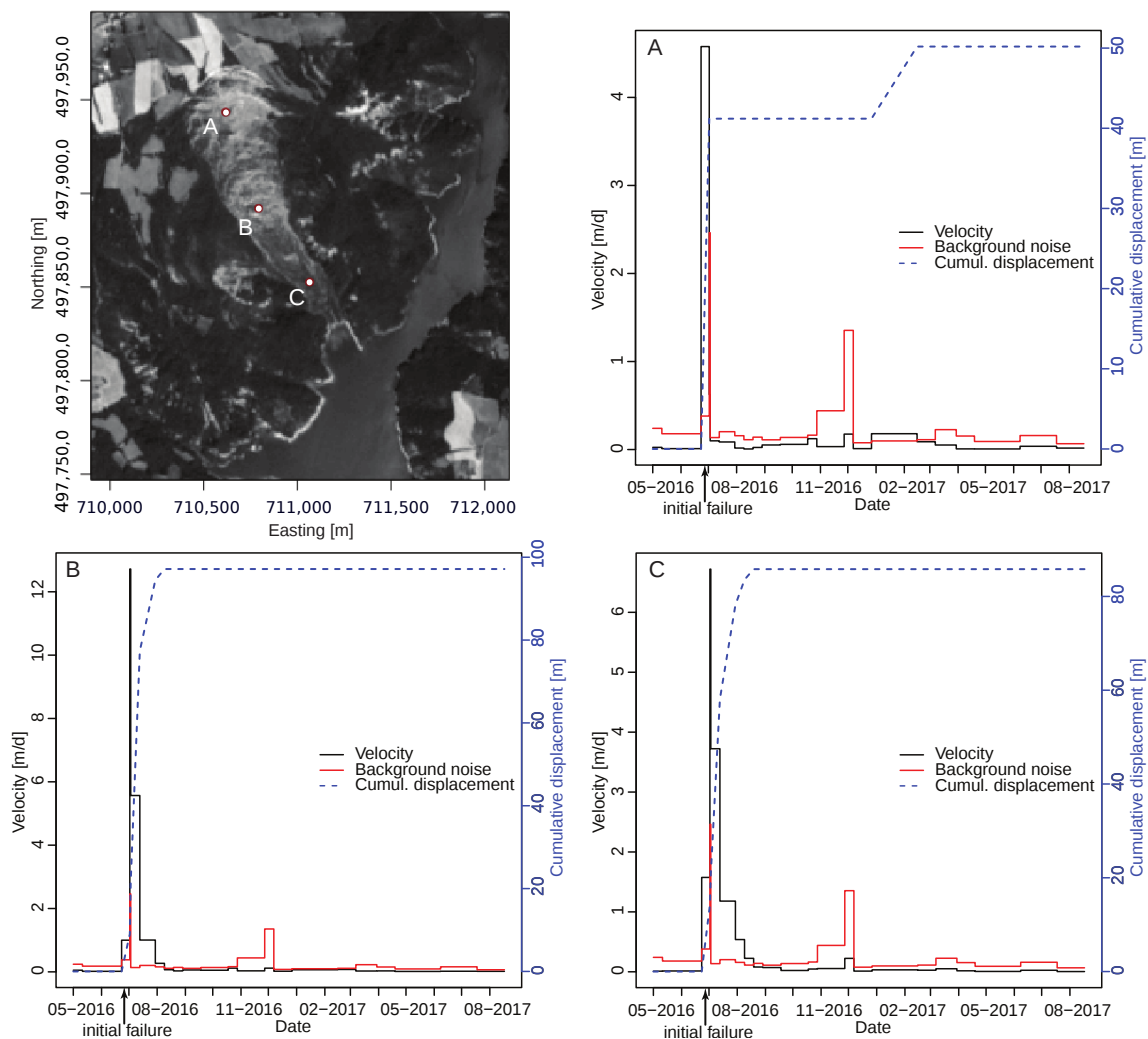 497,950,0
497,900,0
497,850,0
497,800,0
497,750,0
Northing [m]
A
B
C
710,000
710,500
711,000
711,500
712,000
Easting [m]
A
4
3
2
1
0
Velocity [m/d]
Velocity
Background noise
Cumul. displacement
50
40
30
20
10
0
Cumulative displacement [m]
05−2016
08−2016
11−2016
02−2017
05−2017
08−2017
initial failure
Date
B
12
10
8
6
4
2
0
Velocity [m/d]
Velocity
Background noise
Cumul. displacement
100
80
60
40
20
0
Cumulative displacement [m]
05−2016
08−2016
11−2016
02−2017
05−2017
08−2017
initial failure
Date
C
6
5
4
3
2
1
0
Velocity [m/d]
Velocity
Background noise
Cumul. displacement
80
60
40
20
0
Cumulative displacement [m]
05−2016
08−2016
11−2016
02−2017
05−2017
08−2017
initial failure
Date